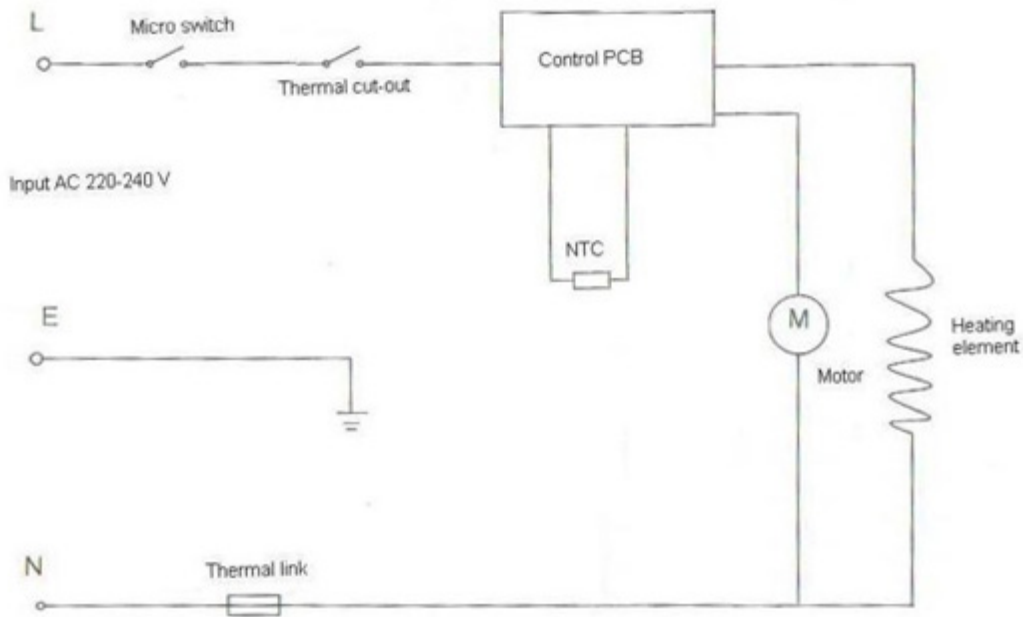 L
Micro switch
Control PCB
Thermal cut-out
Input AC 220-240 V
NTC
E
M
Heating
element
Motor
N
Thermal link